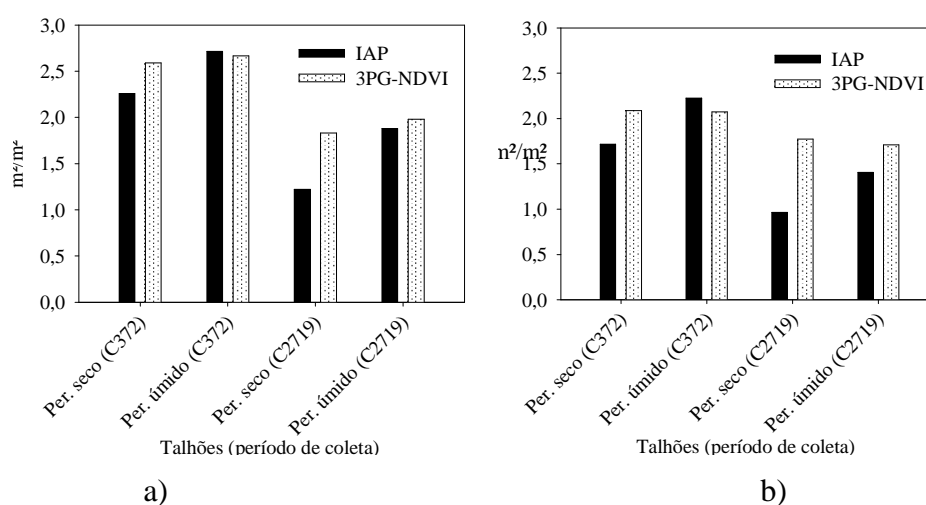 3,0
2,5
2,0
1,5
1,0
0,5
0,0
m²/m²
IAP
3PG-NDVI
Per. seco (C372)
Per. úmido (C372)
Per. seco (C2719)
Per. úmido (C2719)
Talhões (período de coleta)
a)
3,0
2,5
2,0
1,5
1,0
0,5
0,0
n²/m²
IAP
3PG-NDVI
Per. seco (C372)
Per. úmido (C372)
Per. seco (C2719)
Per. úmido (C2719)
Talhões (período de coleta)
b)